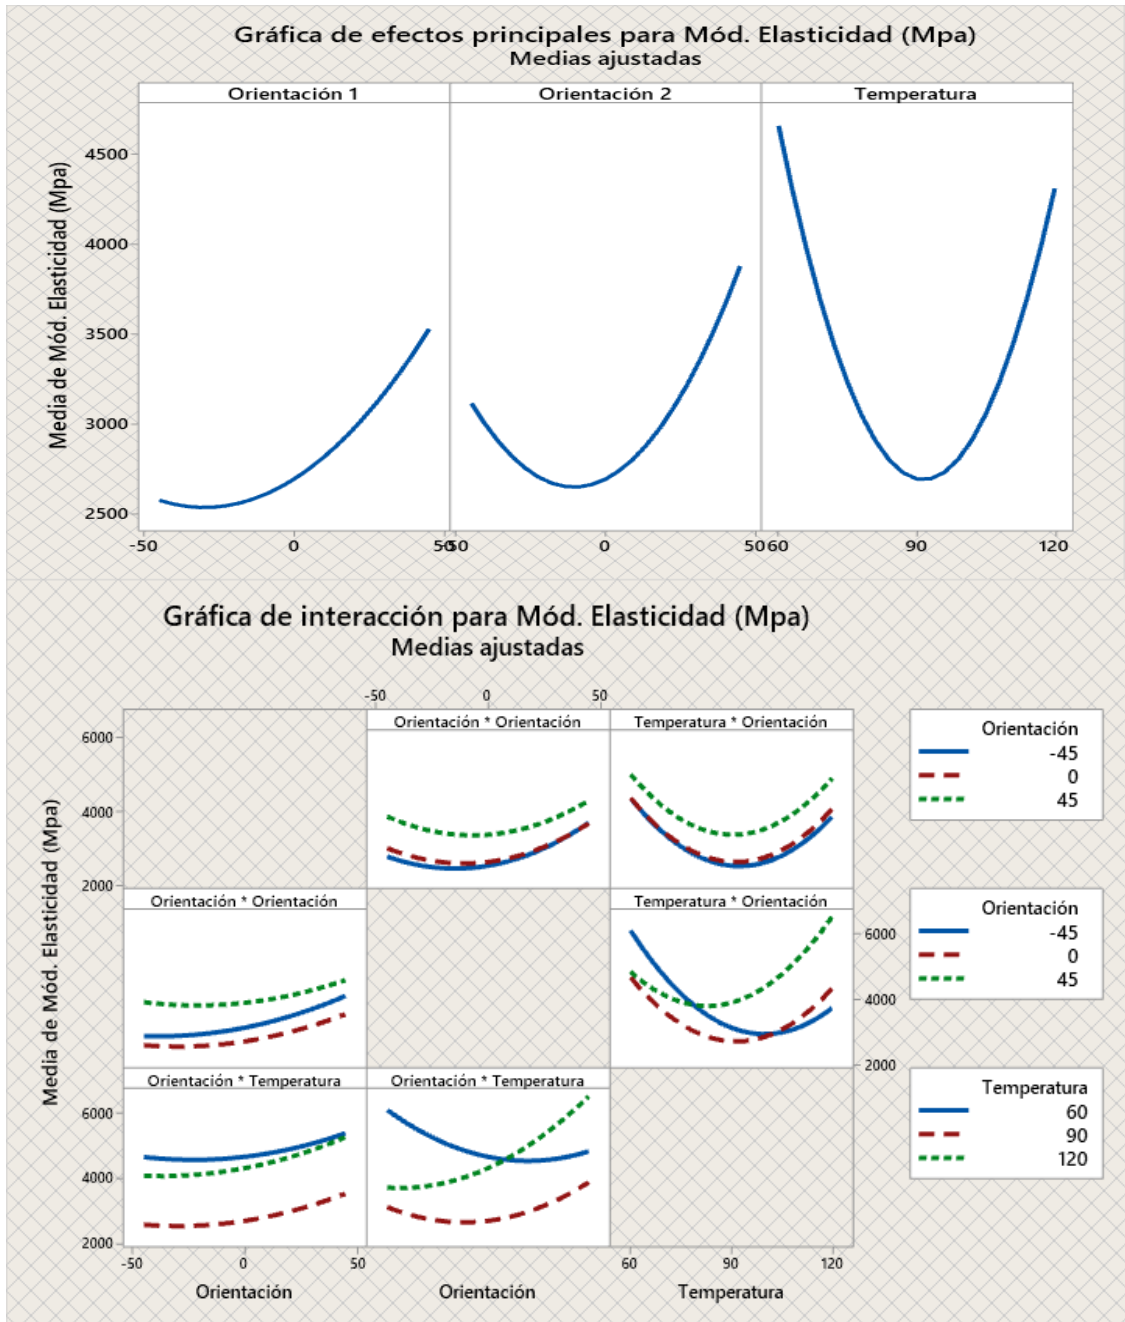 Gráfica de efectos principales para Mód. Elasticidad (Mpa)
Medias ajustadas
Orientación 1 Orientación 2 Temperatura
Media de Mód. Elasticidad (Mpa)
4500
4000
3500
3000
2500
-50 0 50 -50 0 50 60 90 120
Gráfica de interacción para Mód. Elasticidad (Mpa)
Medias ajustadas
-50 0 50
Orientación * Orientación Temperatura * Orientación
6000
4000
2000
Orientación
-45
0
45
Media de Mód. Elasticidad (Mpa)
Orientación * Orientación Temperatura * Orientación
6000
4000
2000
Orientación
-45
0
45
Orientación * Temperatura Orientación * Temperatura
6000
4000
2000
Temperatura
60
90
120
-50 0 50 60 90 120
Orientación Orientación Temperatura